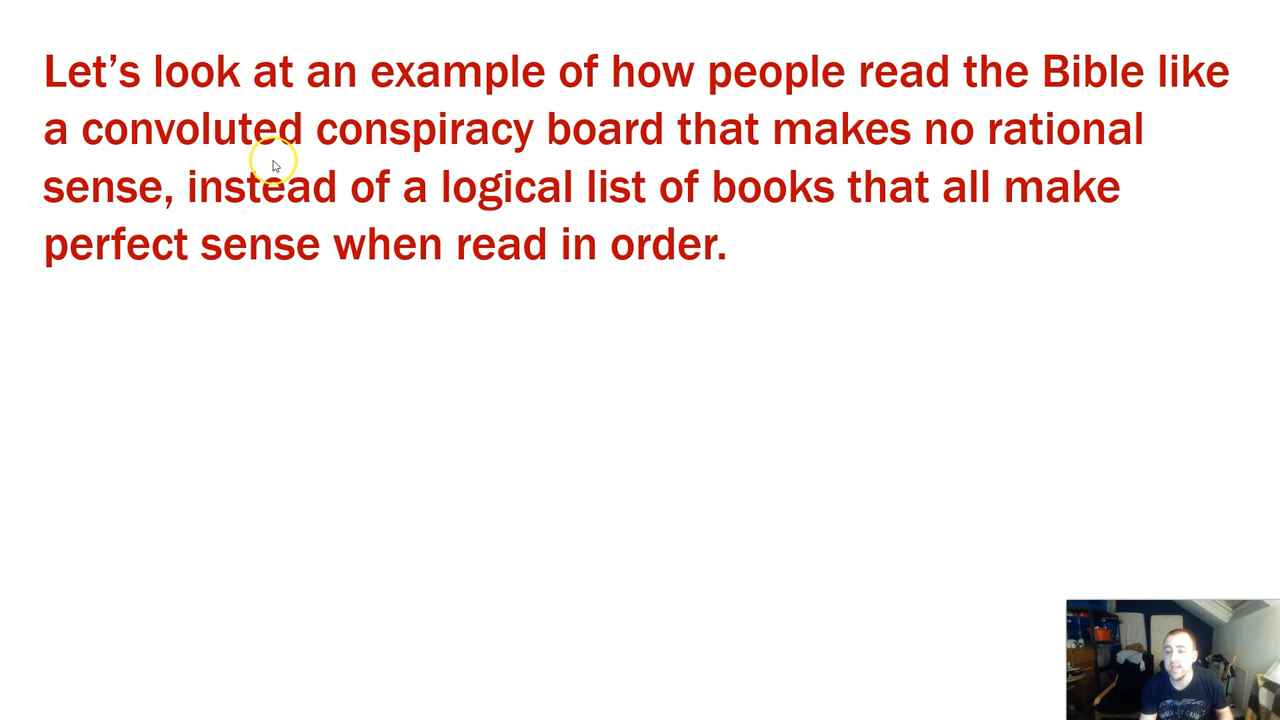 Let’s look at an example of how people read the Bible like
a convoluted conspiracy board that makes no rational
sense, instead of a logical list of books that all make
perfect sense when read in order.